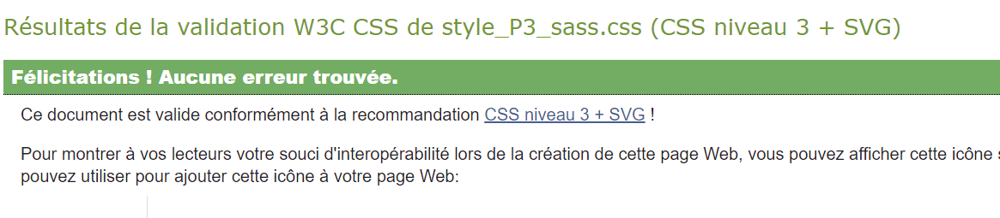 Résultats de la validation W3C CSS de style_P3_sass.css (CSS niveau 3 + SVG)
Félicitations ! Aucune erreur trouvée.
Ce document est valide conformément à la recommandation CSS niveau 3 + SVG !
Pour montrer à vos lecteurs votre souci d'interopérabilité lors de la création de cette page Web, vous pouvez afficher cette icône
pouvez utiliser pour ajouter cette icône à votre page Web: